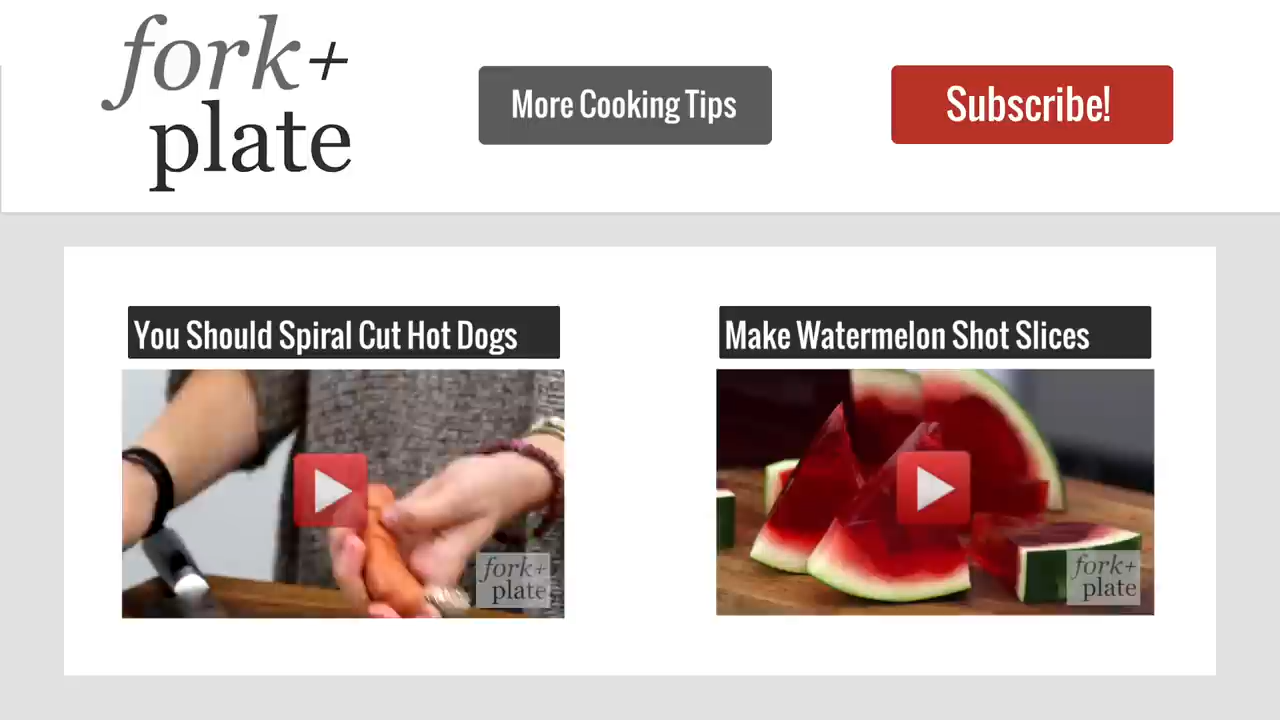 fork+
plate
More Cooking Tips
Subscribe!
You Should Spiral Cut Hot Dogs
Make Watermelon Shot Slices
fork+
plate
fork+
plate